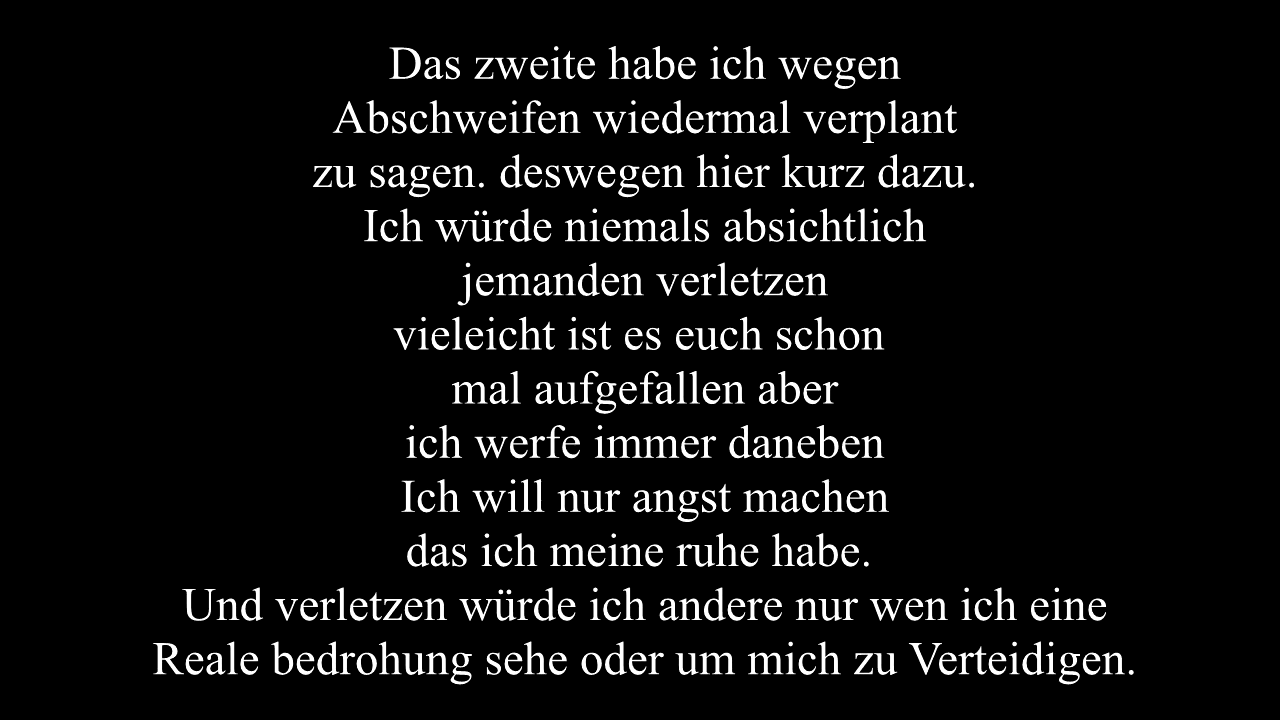 Das zweite habe ich wegen
Abschweifen wiedermal verplant
zu sagen. deswegen hier kurz dazu.
Ich würde niemals absichtlich
jemanden verletzen
vieleicht ist es euch schon
mal aufgefallen aber
ich werfe immer daneben
Ich will nur angst machen
das ich meine ruhe habe.
Und verletzen würde ich andere nur wen ich eine
Reale bedrohung sehe oder um mich zu Verteidigen.